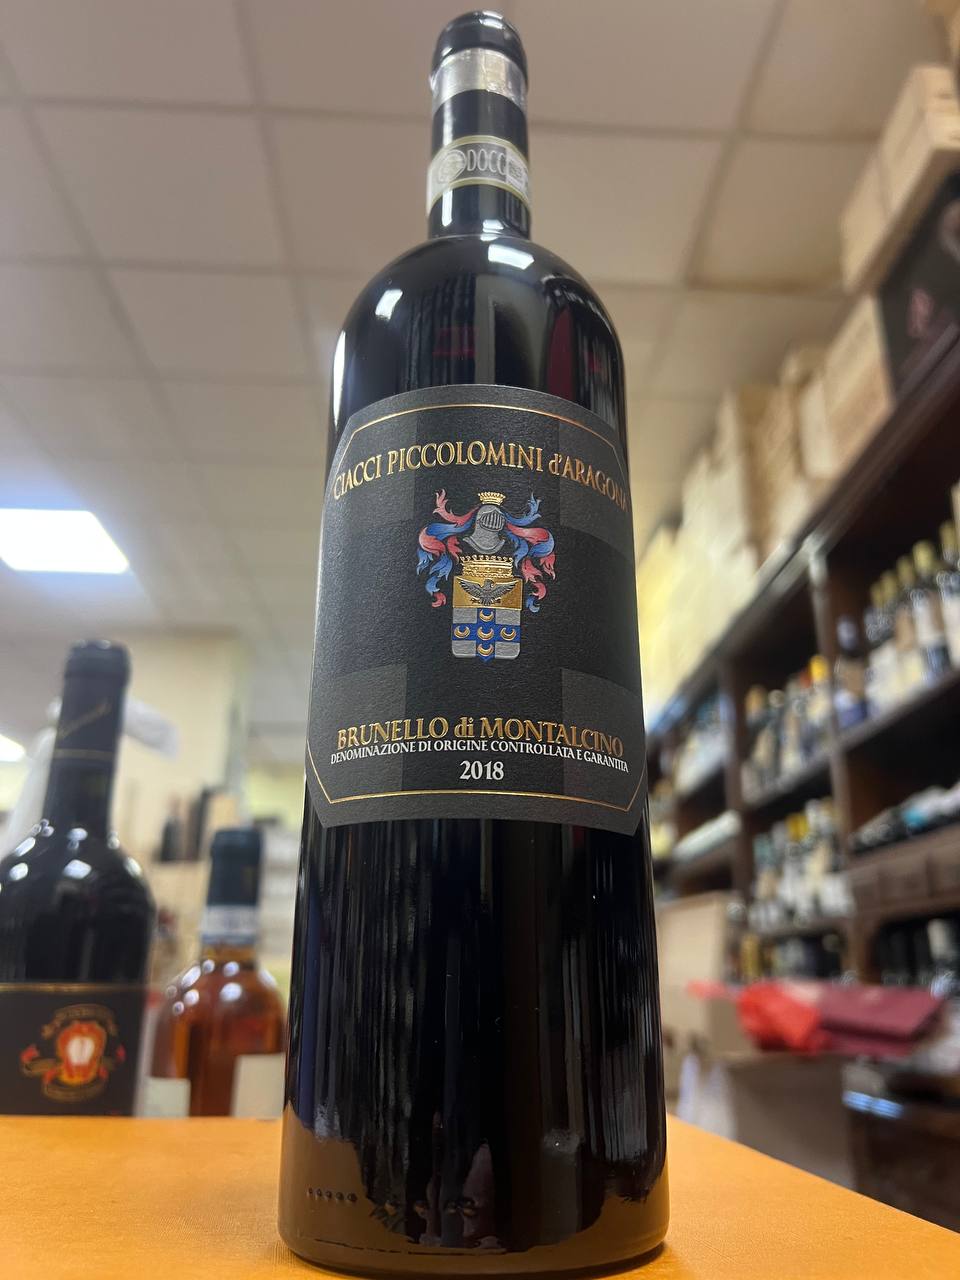 DOCG
CIACCI PICCOLOMINI d'ARAGONA
BRUNELLO di MONTALCINO
DENOMINAZIONE DI ORIGINE CONTROLLATA E GARANTITA
2018